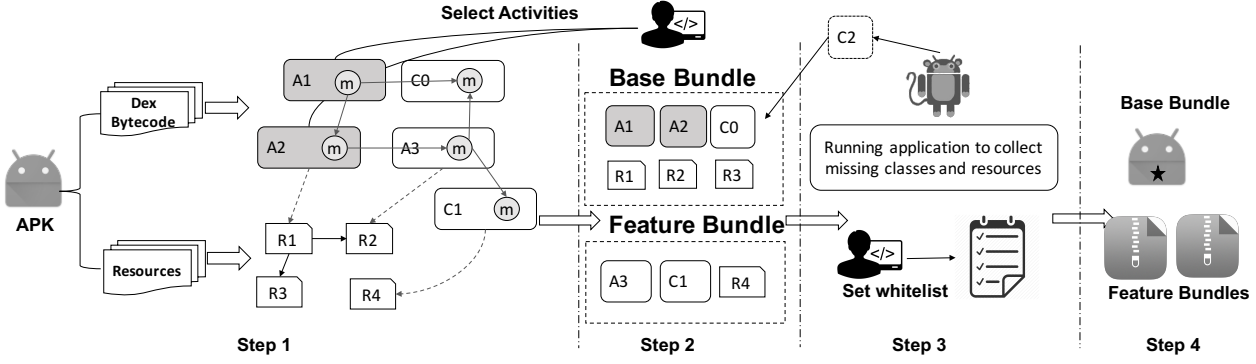 Select Activities
</>
A1
m
C0
m
Dex
Bytecode
A2
m
A3
m
C1
m
APK
Resources
R1
R2
R3
R4
Step 1
Base Bundle
A1
A2
C0
R1
R2
R3
Feature Bundle
A3
C1
R4
Step 2
C2
Running application to collect
missing classes and resources
</>
Set whitelist
Step 3
Base Bundle
Feature Bundles
Step 4